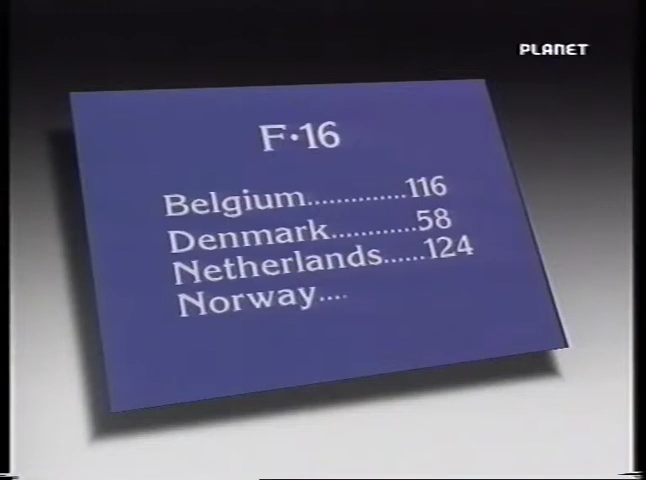 PLANET
F·16
Belgium..............116
Denmark............58
Netherlands......124
Norway....